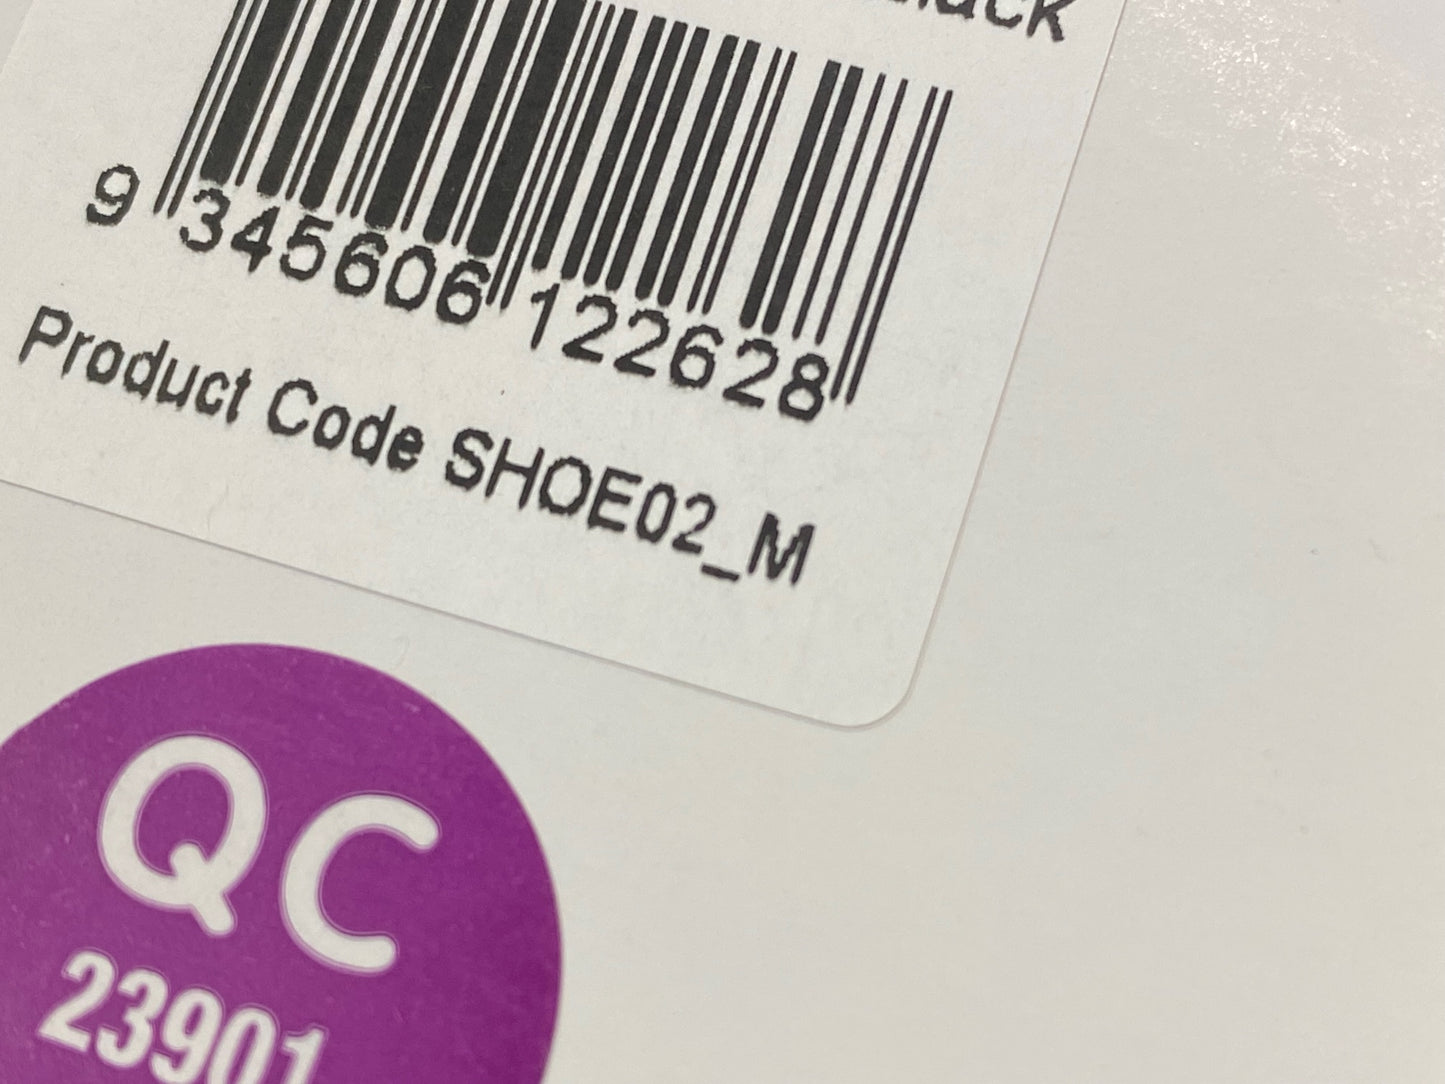 9 345606 122628
Product Code SHOE02_M
QC
23901